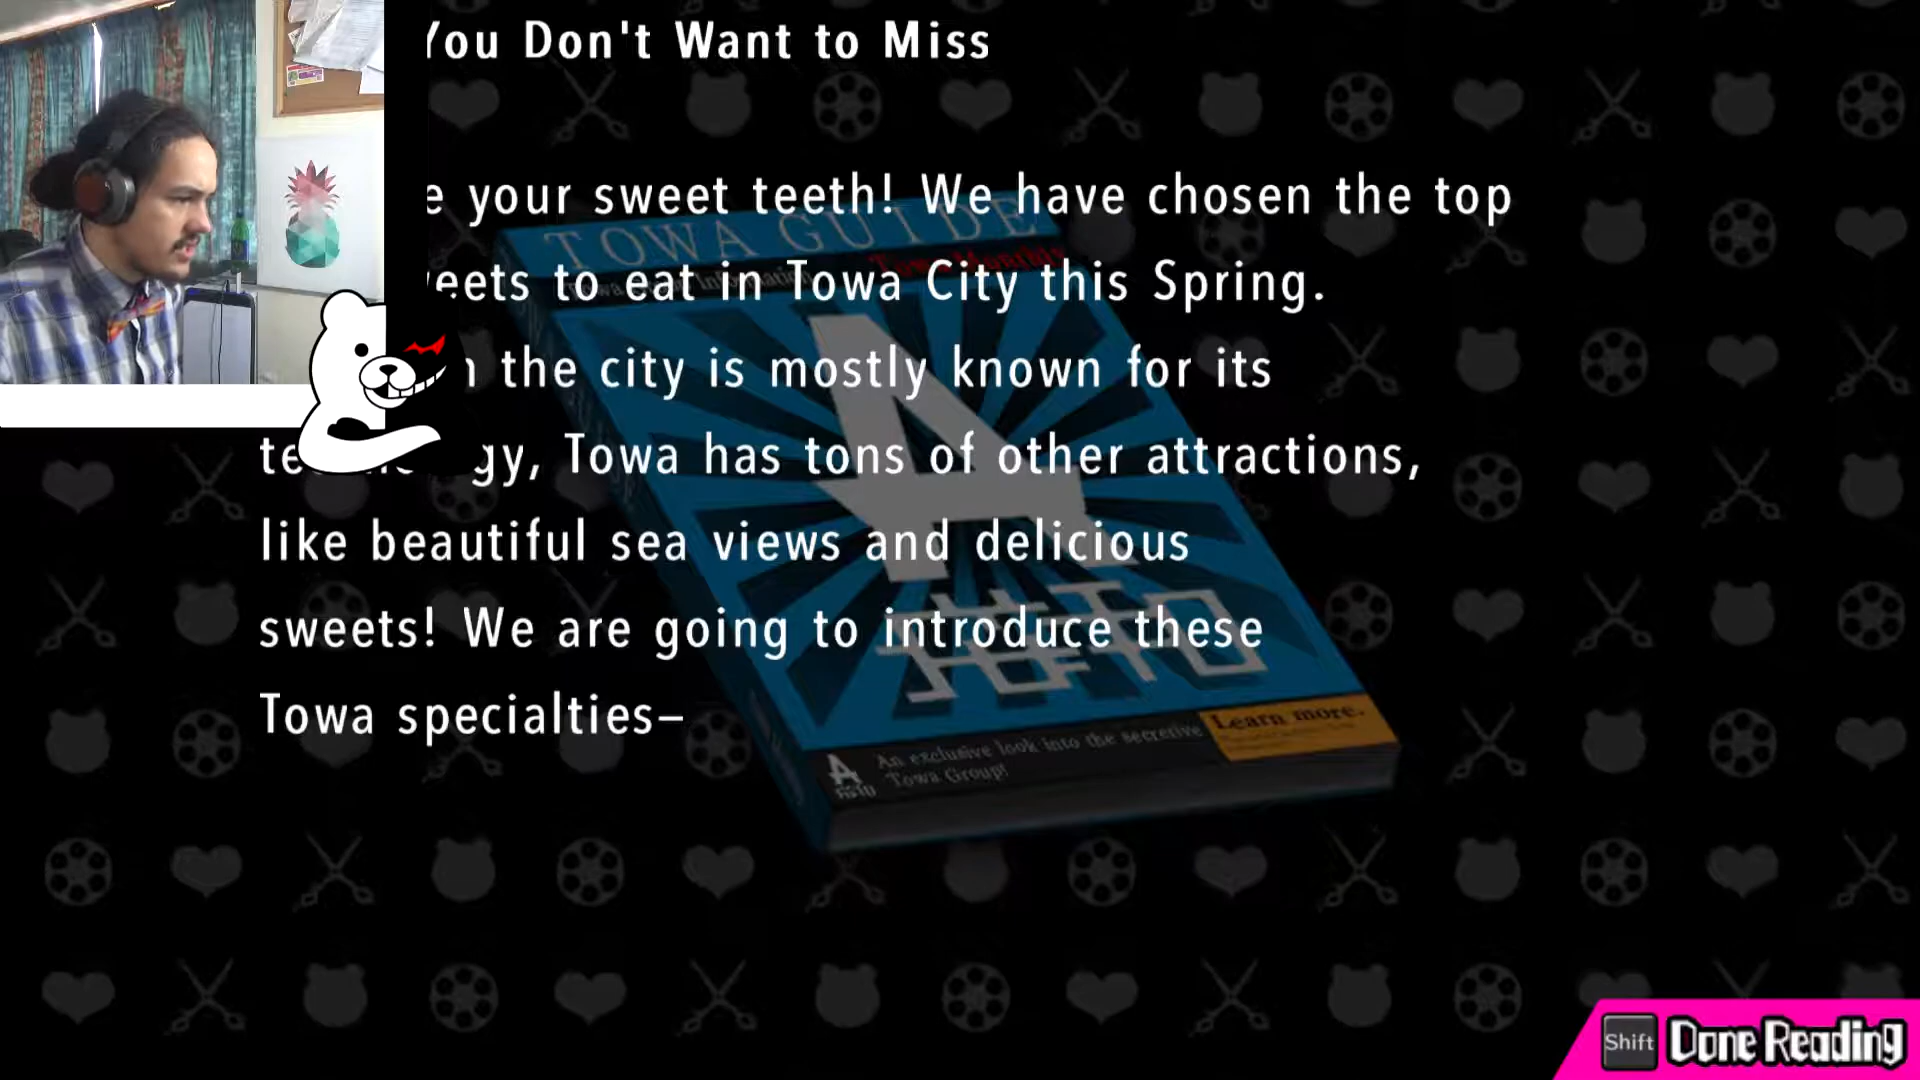 You Don't Want to Miss
your sweet teeth! We have chosen the top
to eat in Towa City this Spring.
the city is mostly known for its
Towa has tons of other attractions,
like beautiful sea views and delicious
sweets! We are going to introduce these
Towa specialties—
TOWA GUIDE
Towa Monthly
Information
Learn more.
An exclusive look into the secretive
Towa Group!
Shift Done Reading